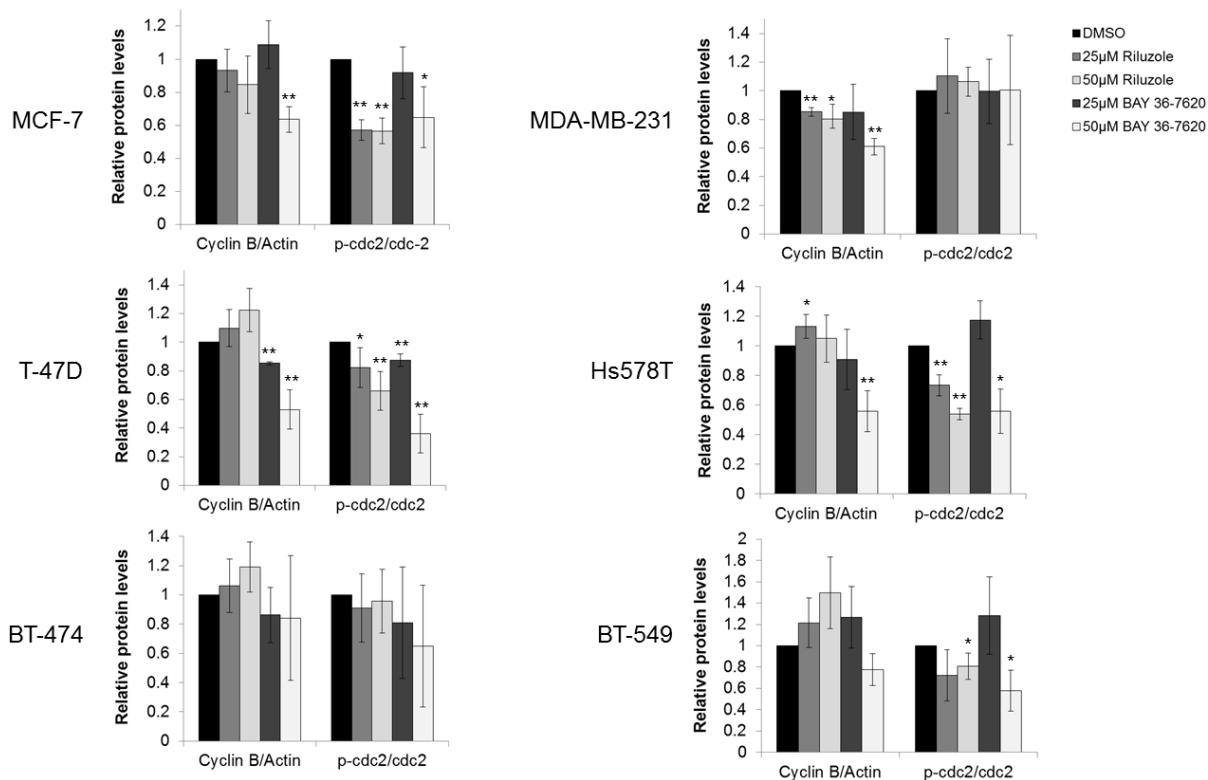 MCF-7
Relative protein levels
1.2
1
0.8
0.6
0.4
0.2
0
**
** ** *
Cyclin B/Actin p-cdc2/cdc-2
MDA-MB-231
Relative protein levels
1.4
1.2
1
0.8
0.6
0.4
0.2
0
** * **
Cyclin B/Actin p-cdc2/cdc2
DMSO
25µM Riluzole
50µM Riluzole
25µM BAY 36-7620
50µM BAY 36-7620
T-47D
Relative protein levels
1.4
1.2
1
0.8
0.6
0.4
0.2
0
** **
* ** ** **
Cyclin B/Actin p-cdc2/cdc2
Hs578T
Relative protein levels
1.4
1.2
1
0.8
0.6
0.4
0.2
0
* **
** ** *
Cyclin B/Actin p-cdc2/cdc2
BT-474
Relative protein levels
1.4
1.2
1
0.8
0.6
0.4
0.2
0
Cyclin B/Actin p-cdc2/cdc2
BT-549
Relative protein levels
2
1.8
1.6
1.4
1.2
1
0.8
0.6
0.4
0.2
0
* *
Cyclin B/Actin p-cdc2/cdc2